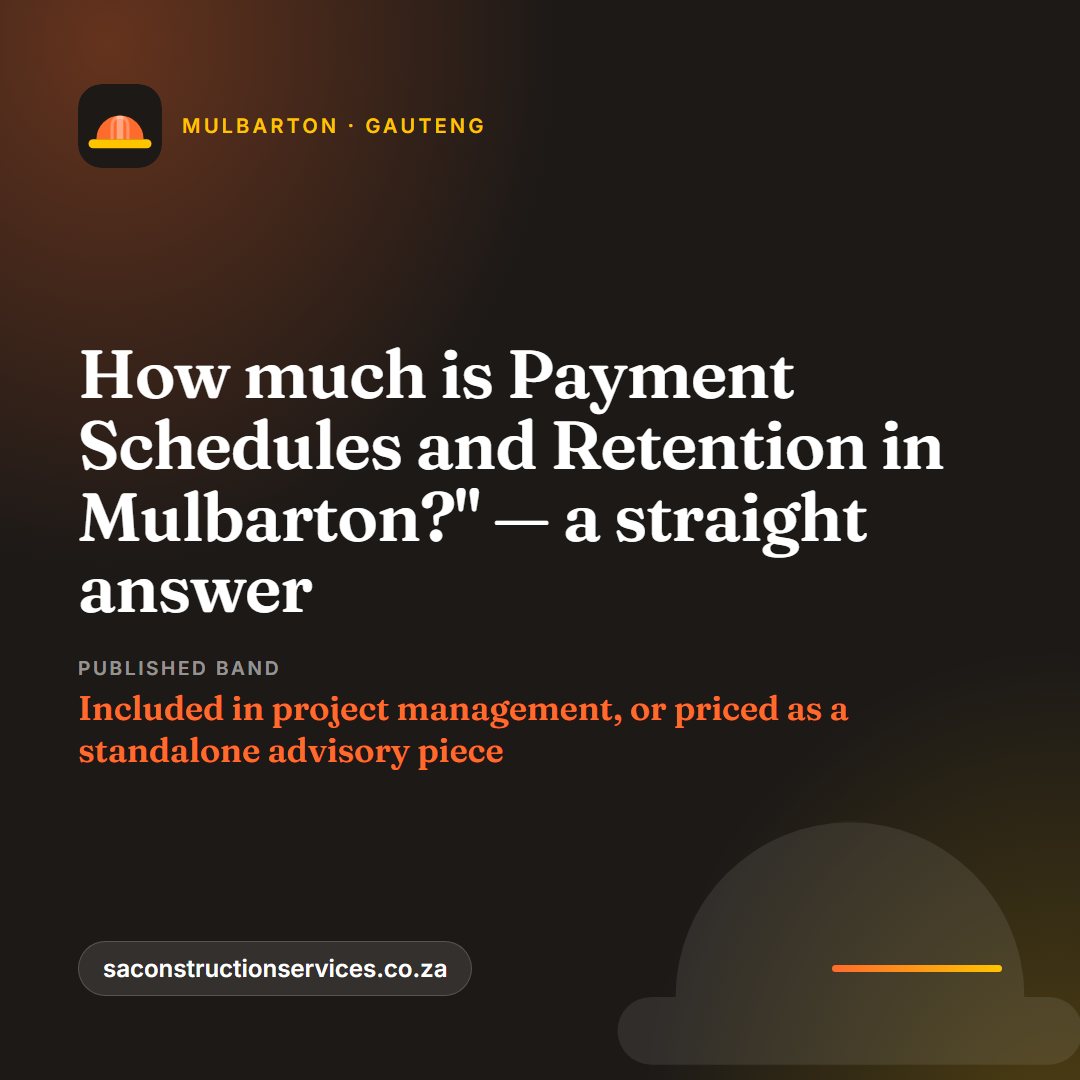 MULBARTON · GAUTENG
How much is Payment
Schedules and Retention in
Mulbarton?" — a straight
answer
PUBLISHED BAND
Included in project management, or priced as a
standalone advisory piece
saconstructionservices.co.za